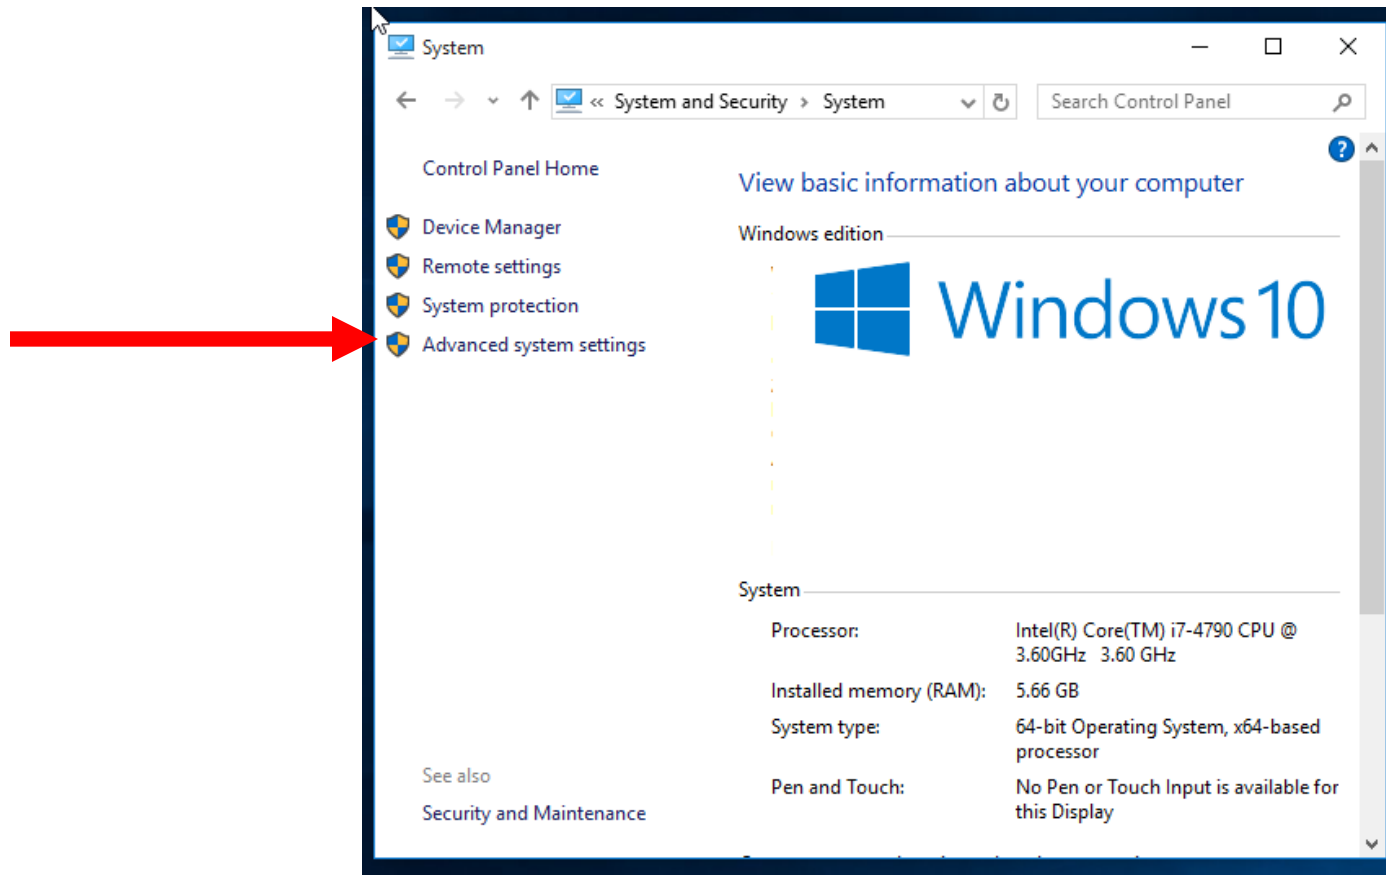 System
« System and Security › System
Search Control Panel
Control Panel Home
Device Manager
Remote settings
System protection
Advanced system settings
See also
Security and Maintenance
?
View basic information about your computer
Windows edition
Windows 10
System
Processor: Intel(R) Core(TM) i7-4790 CPU @
3.60GHz 3.60 GHz
Installed memory (RAM): 5.66 GB
System type: 64-bit Operating System, x64-based
processor
Pen and Touch: No Pen or Touch Input is available for
this Display